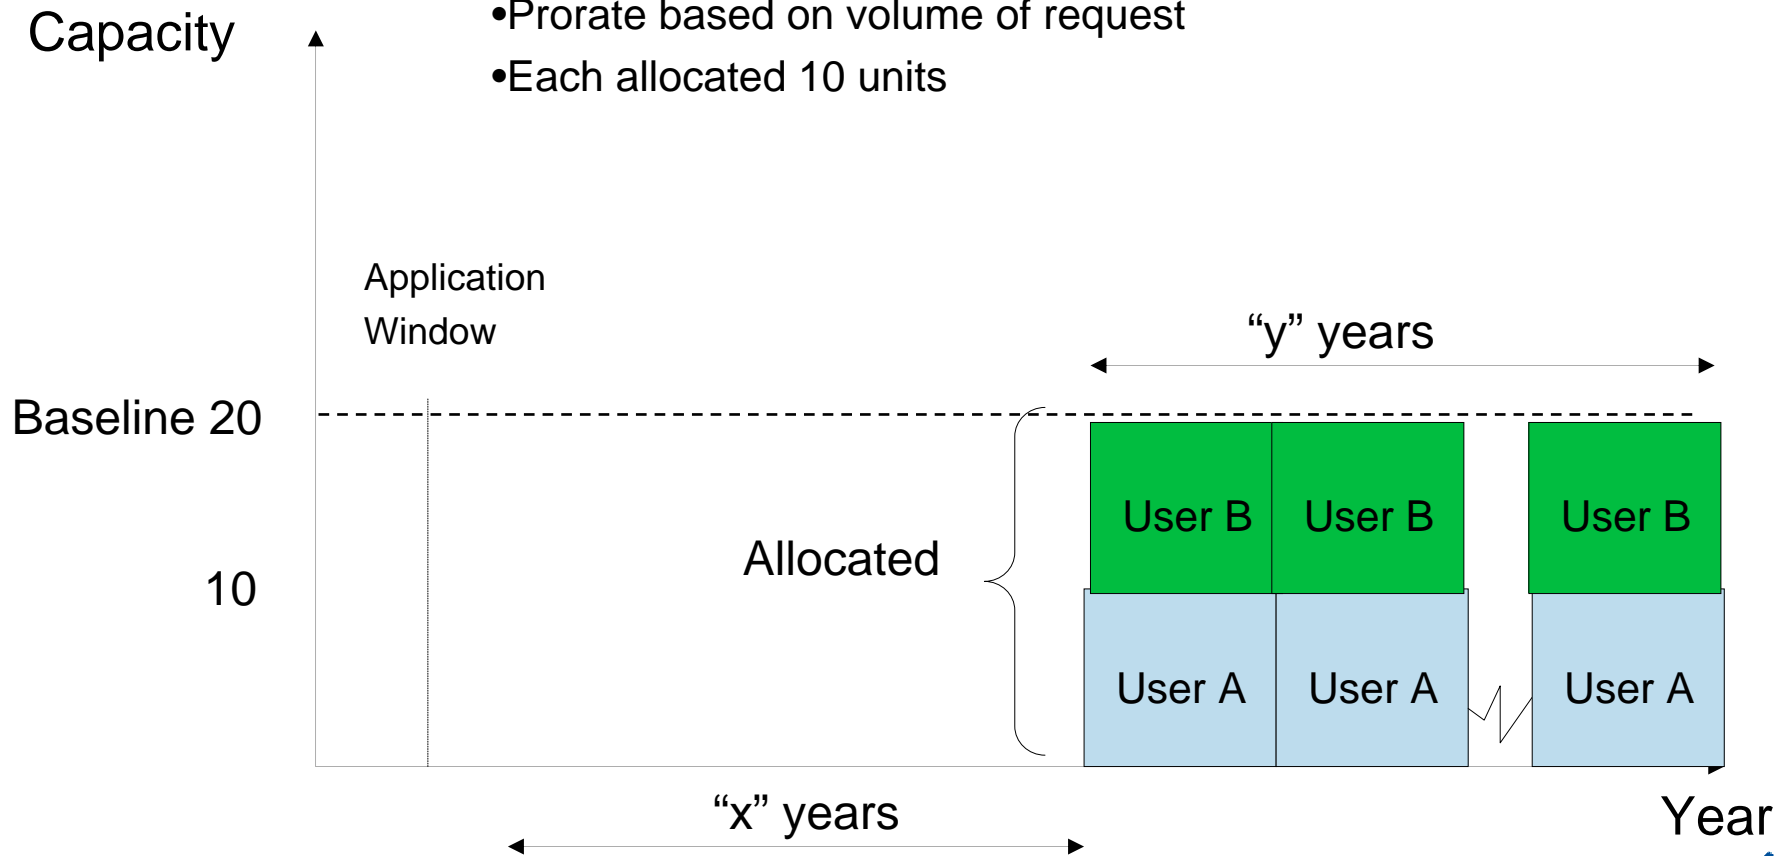 •Prorate based on volume of request
Capacity
•Each allocated 10 units
Application
Window
“y” years
Baseline 20
User B
User B
User B
Allocated
10
User A
User A
User A
“x” years
Year